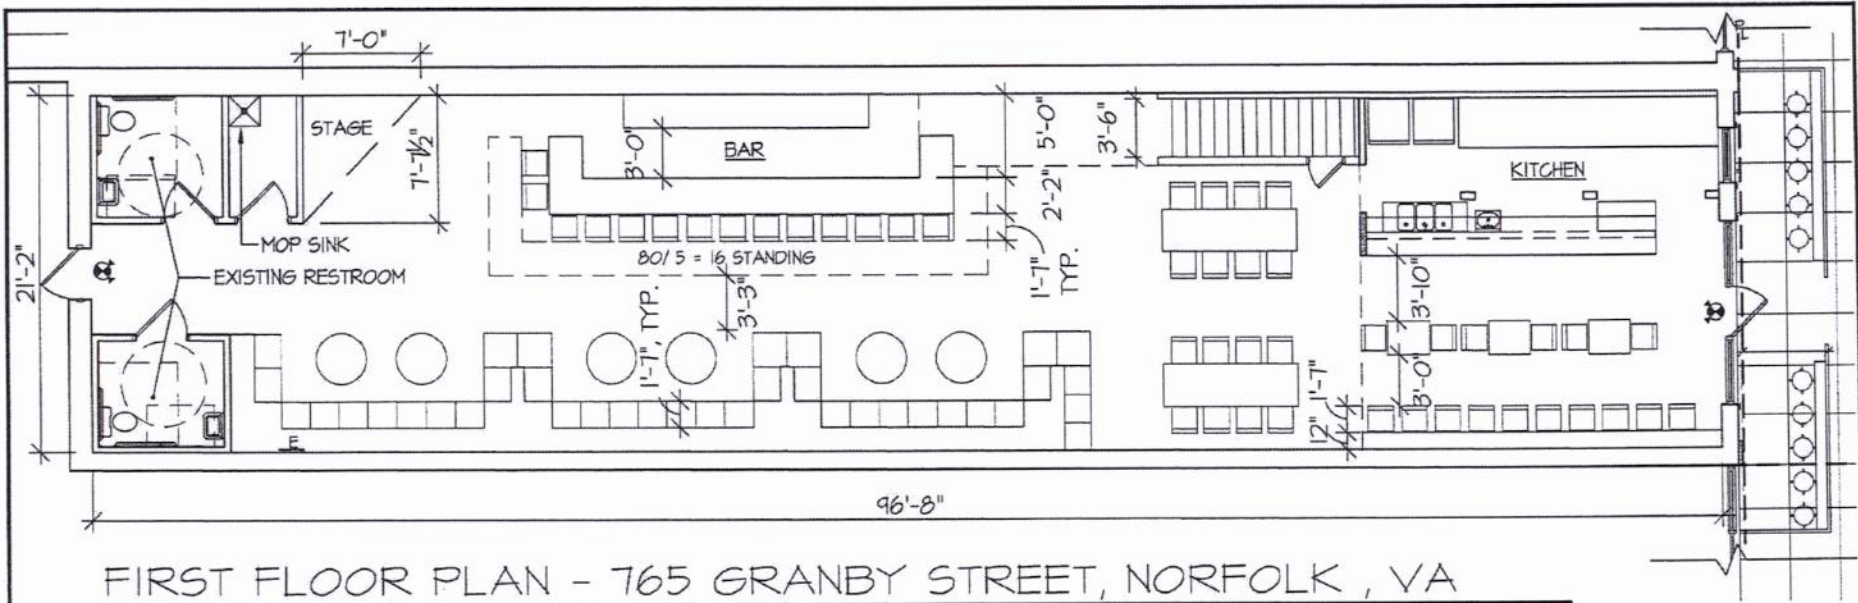 7'-0"
STAGE
7'-7½"
3'-0"
BAR
5'-0"
3'-6"
KITCHEN
2'-2"
MOP SINK
EXISTING RESTROOM
21'-2"
80/5 = 16 STANDING
1'-7" TYP.
3'-3"
1'-7", TYP.
3'-10"
3'-0"
1'-7"
12"
E
96'-8"
FIRST FLOOR PLAN - 765 GRANBY STREET, NORFOLK, VA